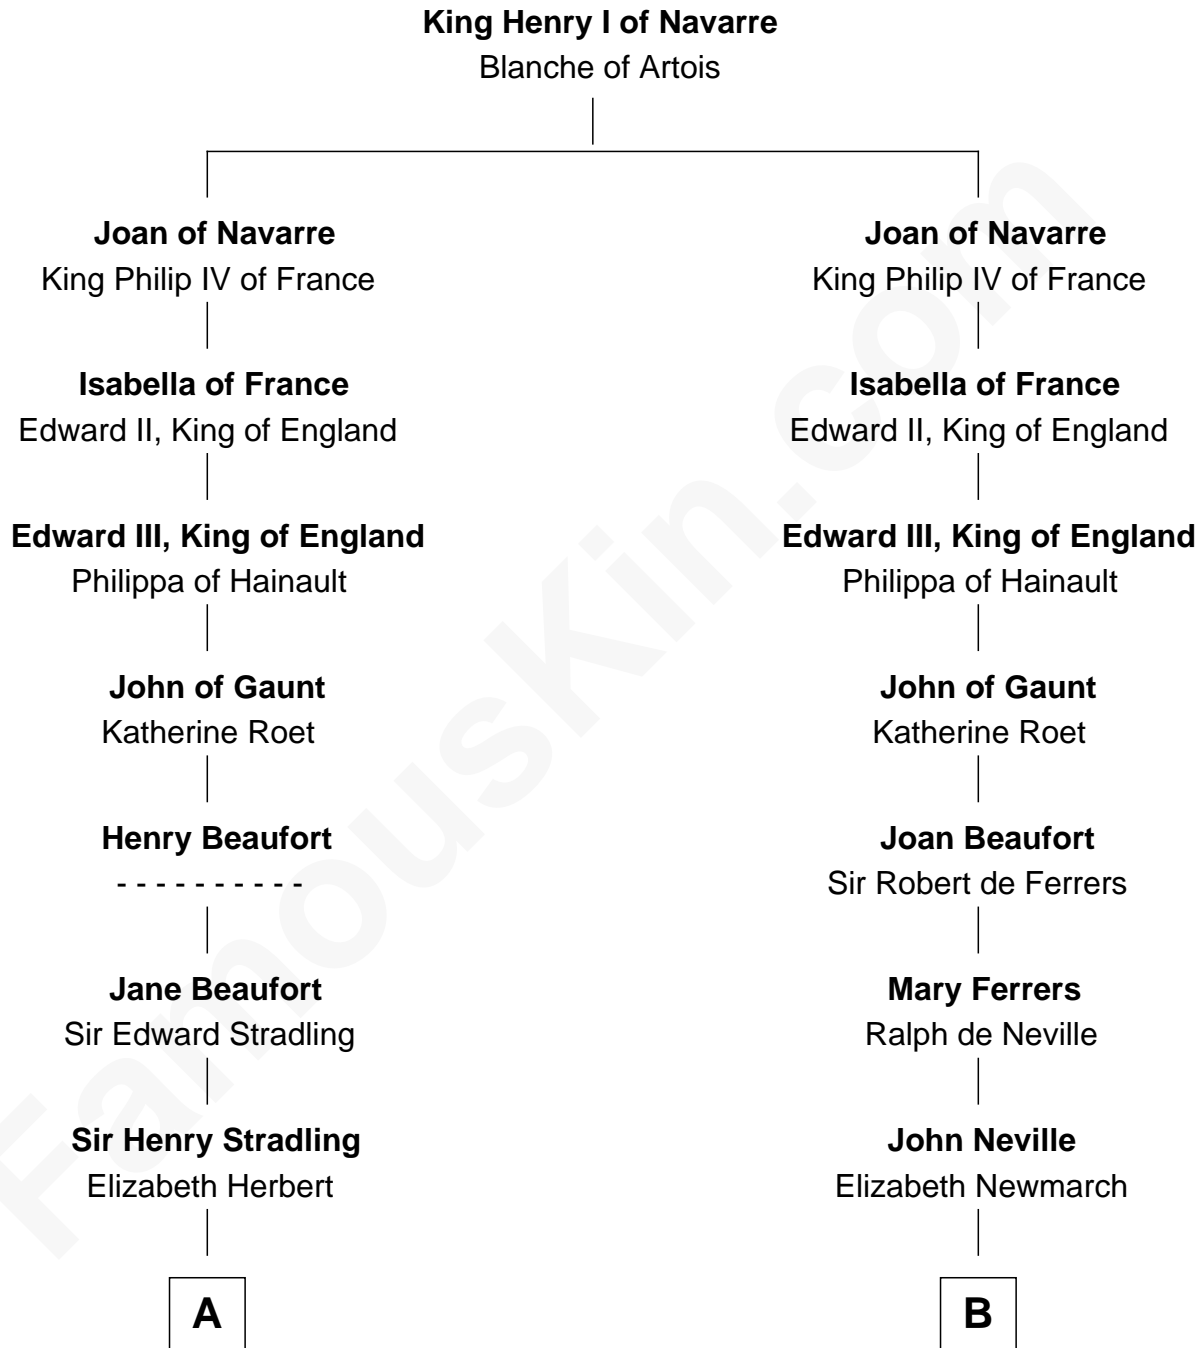 King Henry I of Navarre
Blanche of Artois
Joan of Navarre
King Philip IV of France
Isabella of France
Edward II, King of England
Edward III, King of England
Philippa of Hainault
John of Gaunt
Katherine Roet
Henry Beaufort
- - - - - - - - - -
Jane Beaufort
Sir Edward Stradling
Sir Henry Stradling
Elizabeth Herbert
A
Joan of Navarre
King Philip IV of France
Isabella of France
Edward II, King of England
Edward III, King of England
Philippa of Hainault
John of Gaunt
Katherine Roet
Joan Beaufort
Sir Robert de Ferrers
Mary Ferrers
Ralph de Neville
John Neville
Elizabeth Newmarch
B
FamousKin.com